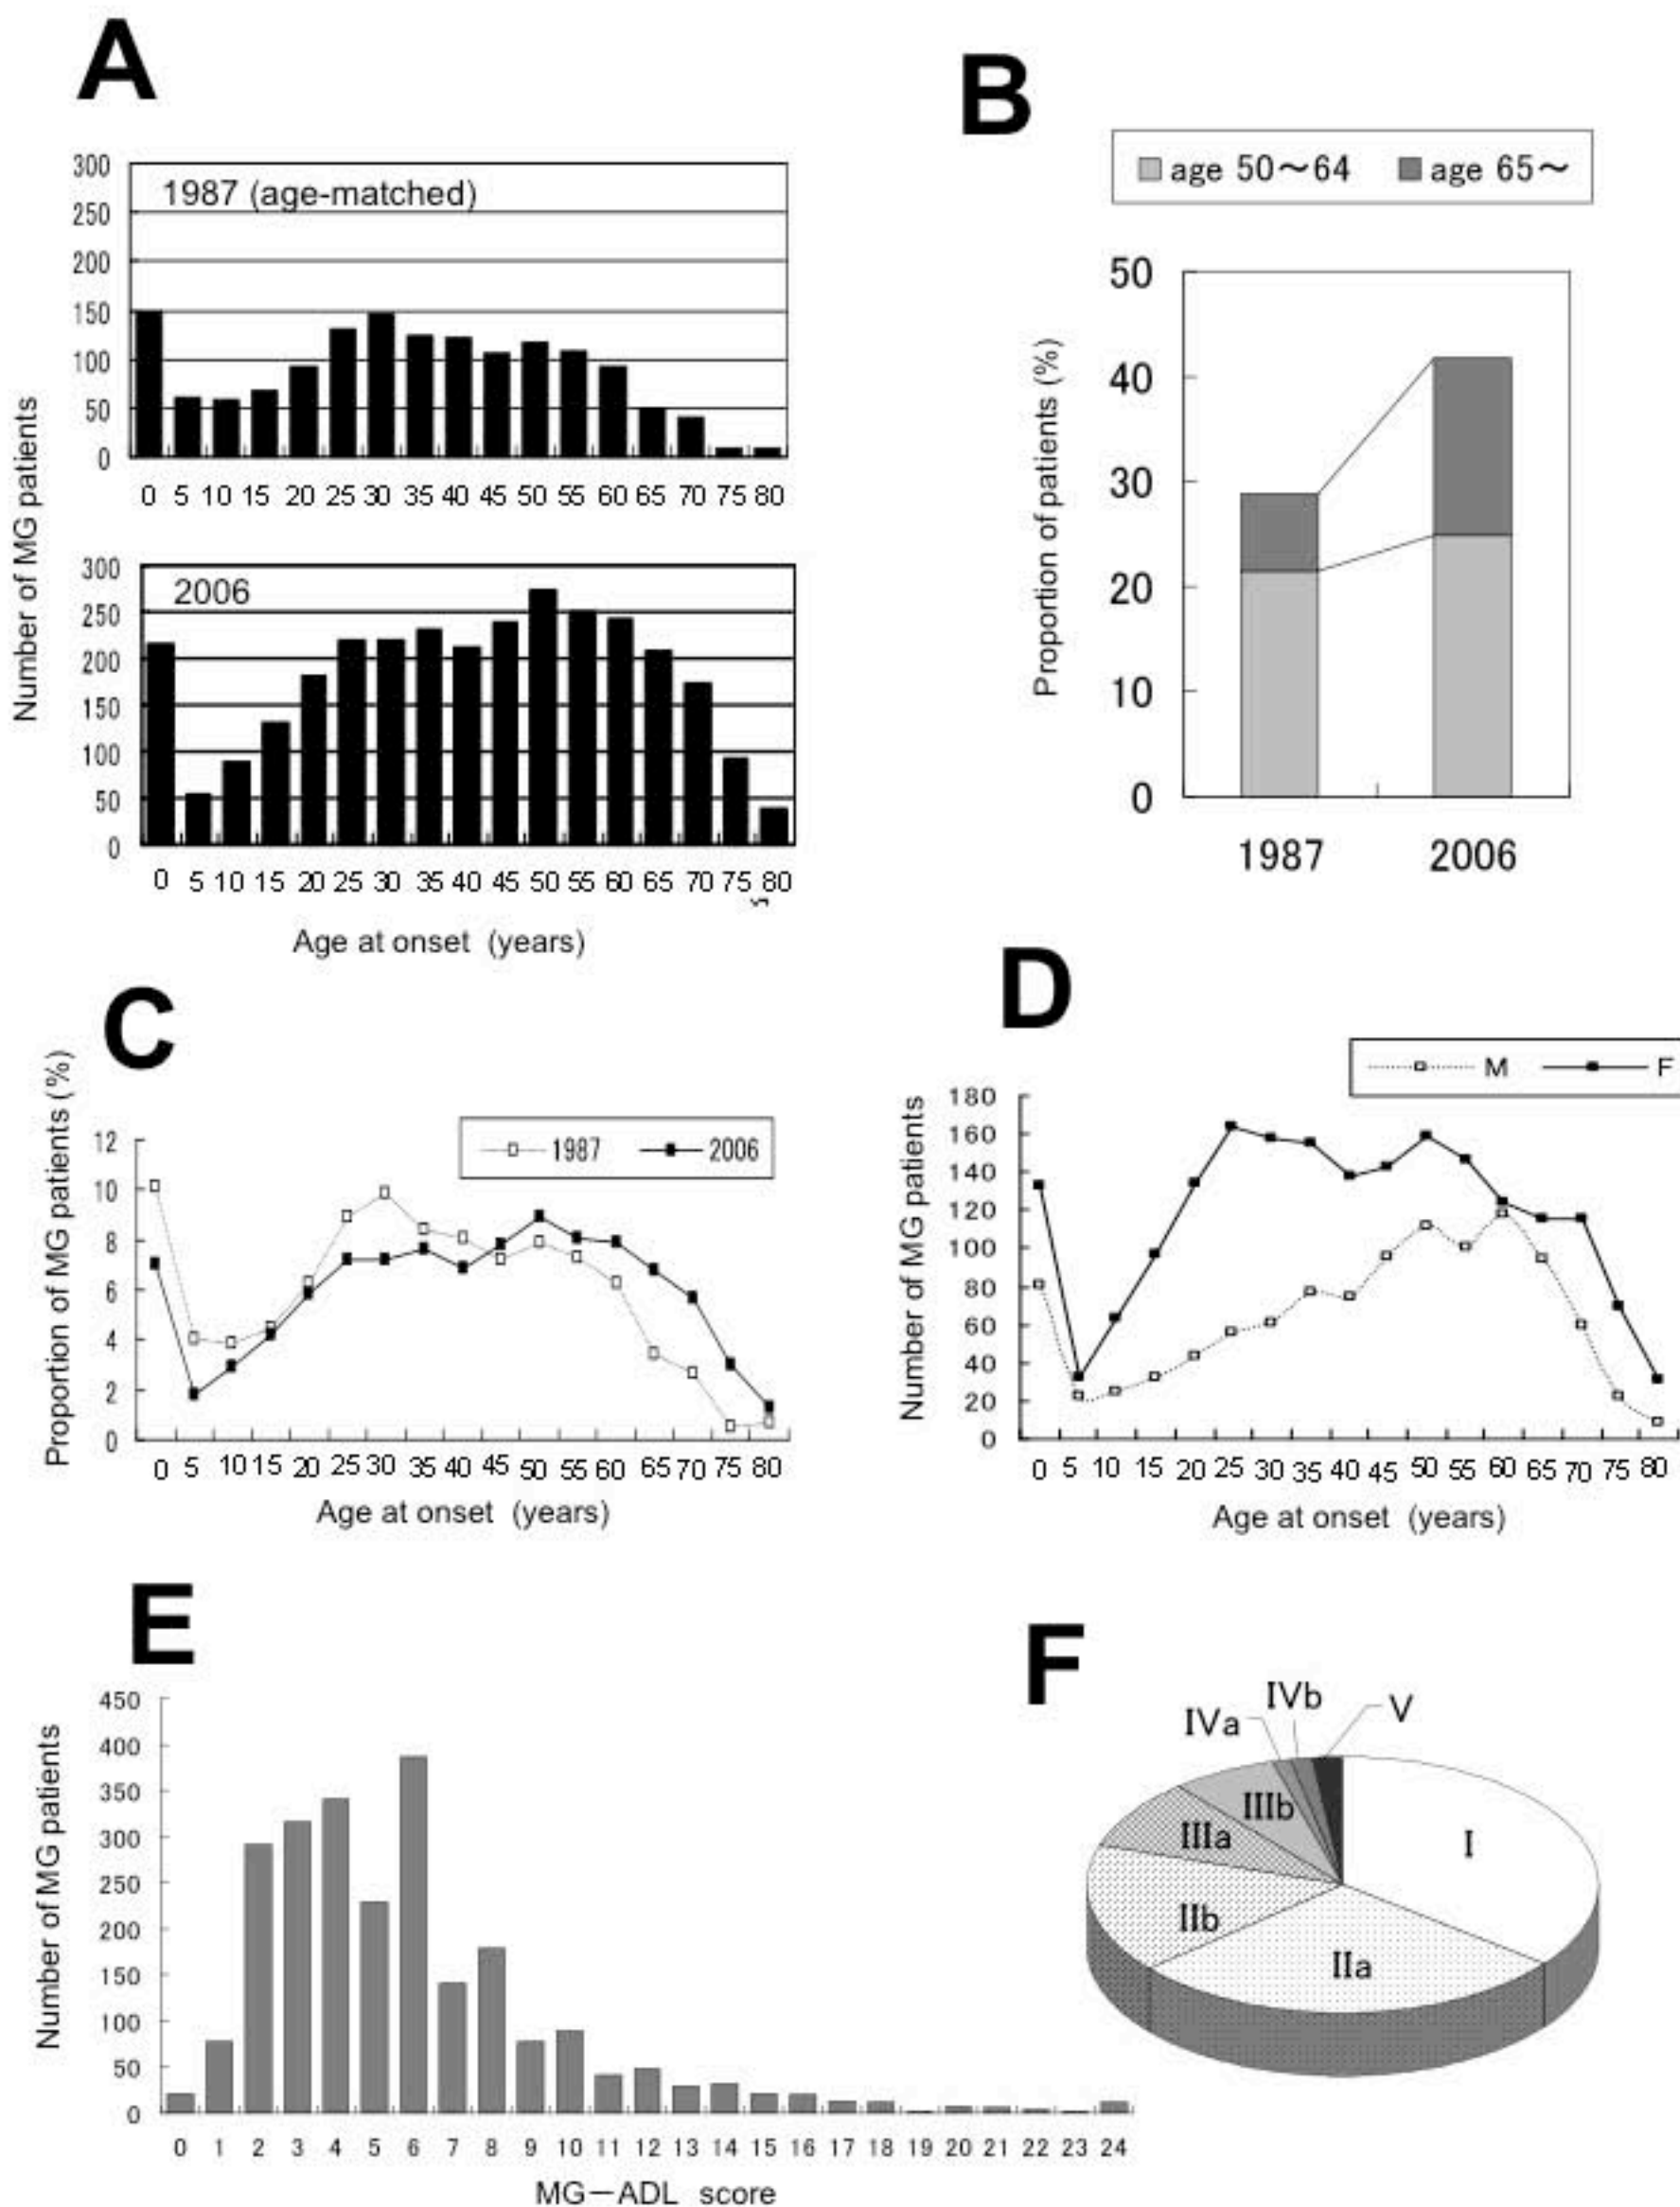 A
300
1987 (age-matched)
250
200
150
100
50
0
0 5 10 15 20 25 30 35 40 45 50 55 60 65 70 75 80
300
2006
250
200
150
100
50
0
0 5 10 15 20 25 30 35 40 45 50 55 60 65 70 75 80
Number of MG patients
Age at onset (years)
B
age 50～64 age 65～
50
40
30
20
10
0
1987 2006
Proportion of patients (%)
C
1987 2006
12
10
8
6
4
2
0
0 5 10 15 20 25 30 35 40 45 50 55 60 65 70 75 80
Proportion of MG patients (%)
Age at onset (years)
D
M F
180
160
140
120
100
80
60
40
20
0
0 5 10 15 20 25 30 35 40 45 50 55 60 65 70 75 80
Number of MG patients
Age at onset (years)
E
450
400
350
300
250
200
150
100
50
0
0 1 2 3 4 5 6 7 8 9 10 11 12 13 14 15 16 17 18 19 20 21 22 23 24
Number of MG patients
MG－ADL score
F
IVa IVb V
IIIb
IIIa
I
IIb
IIa